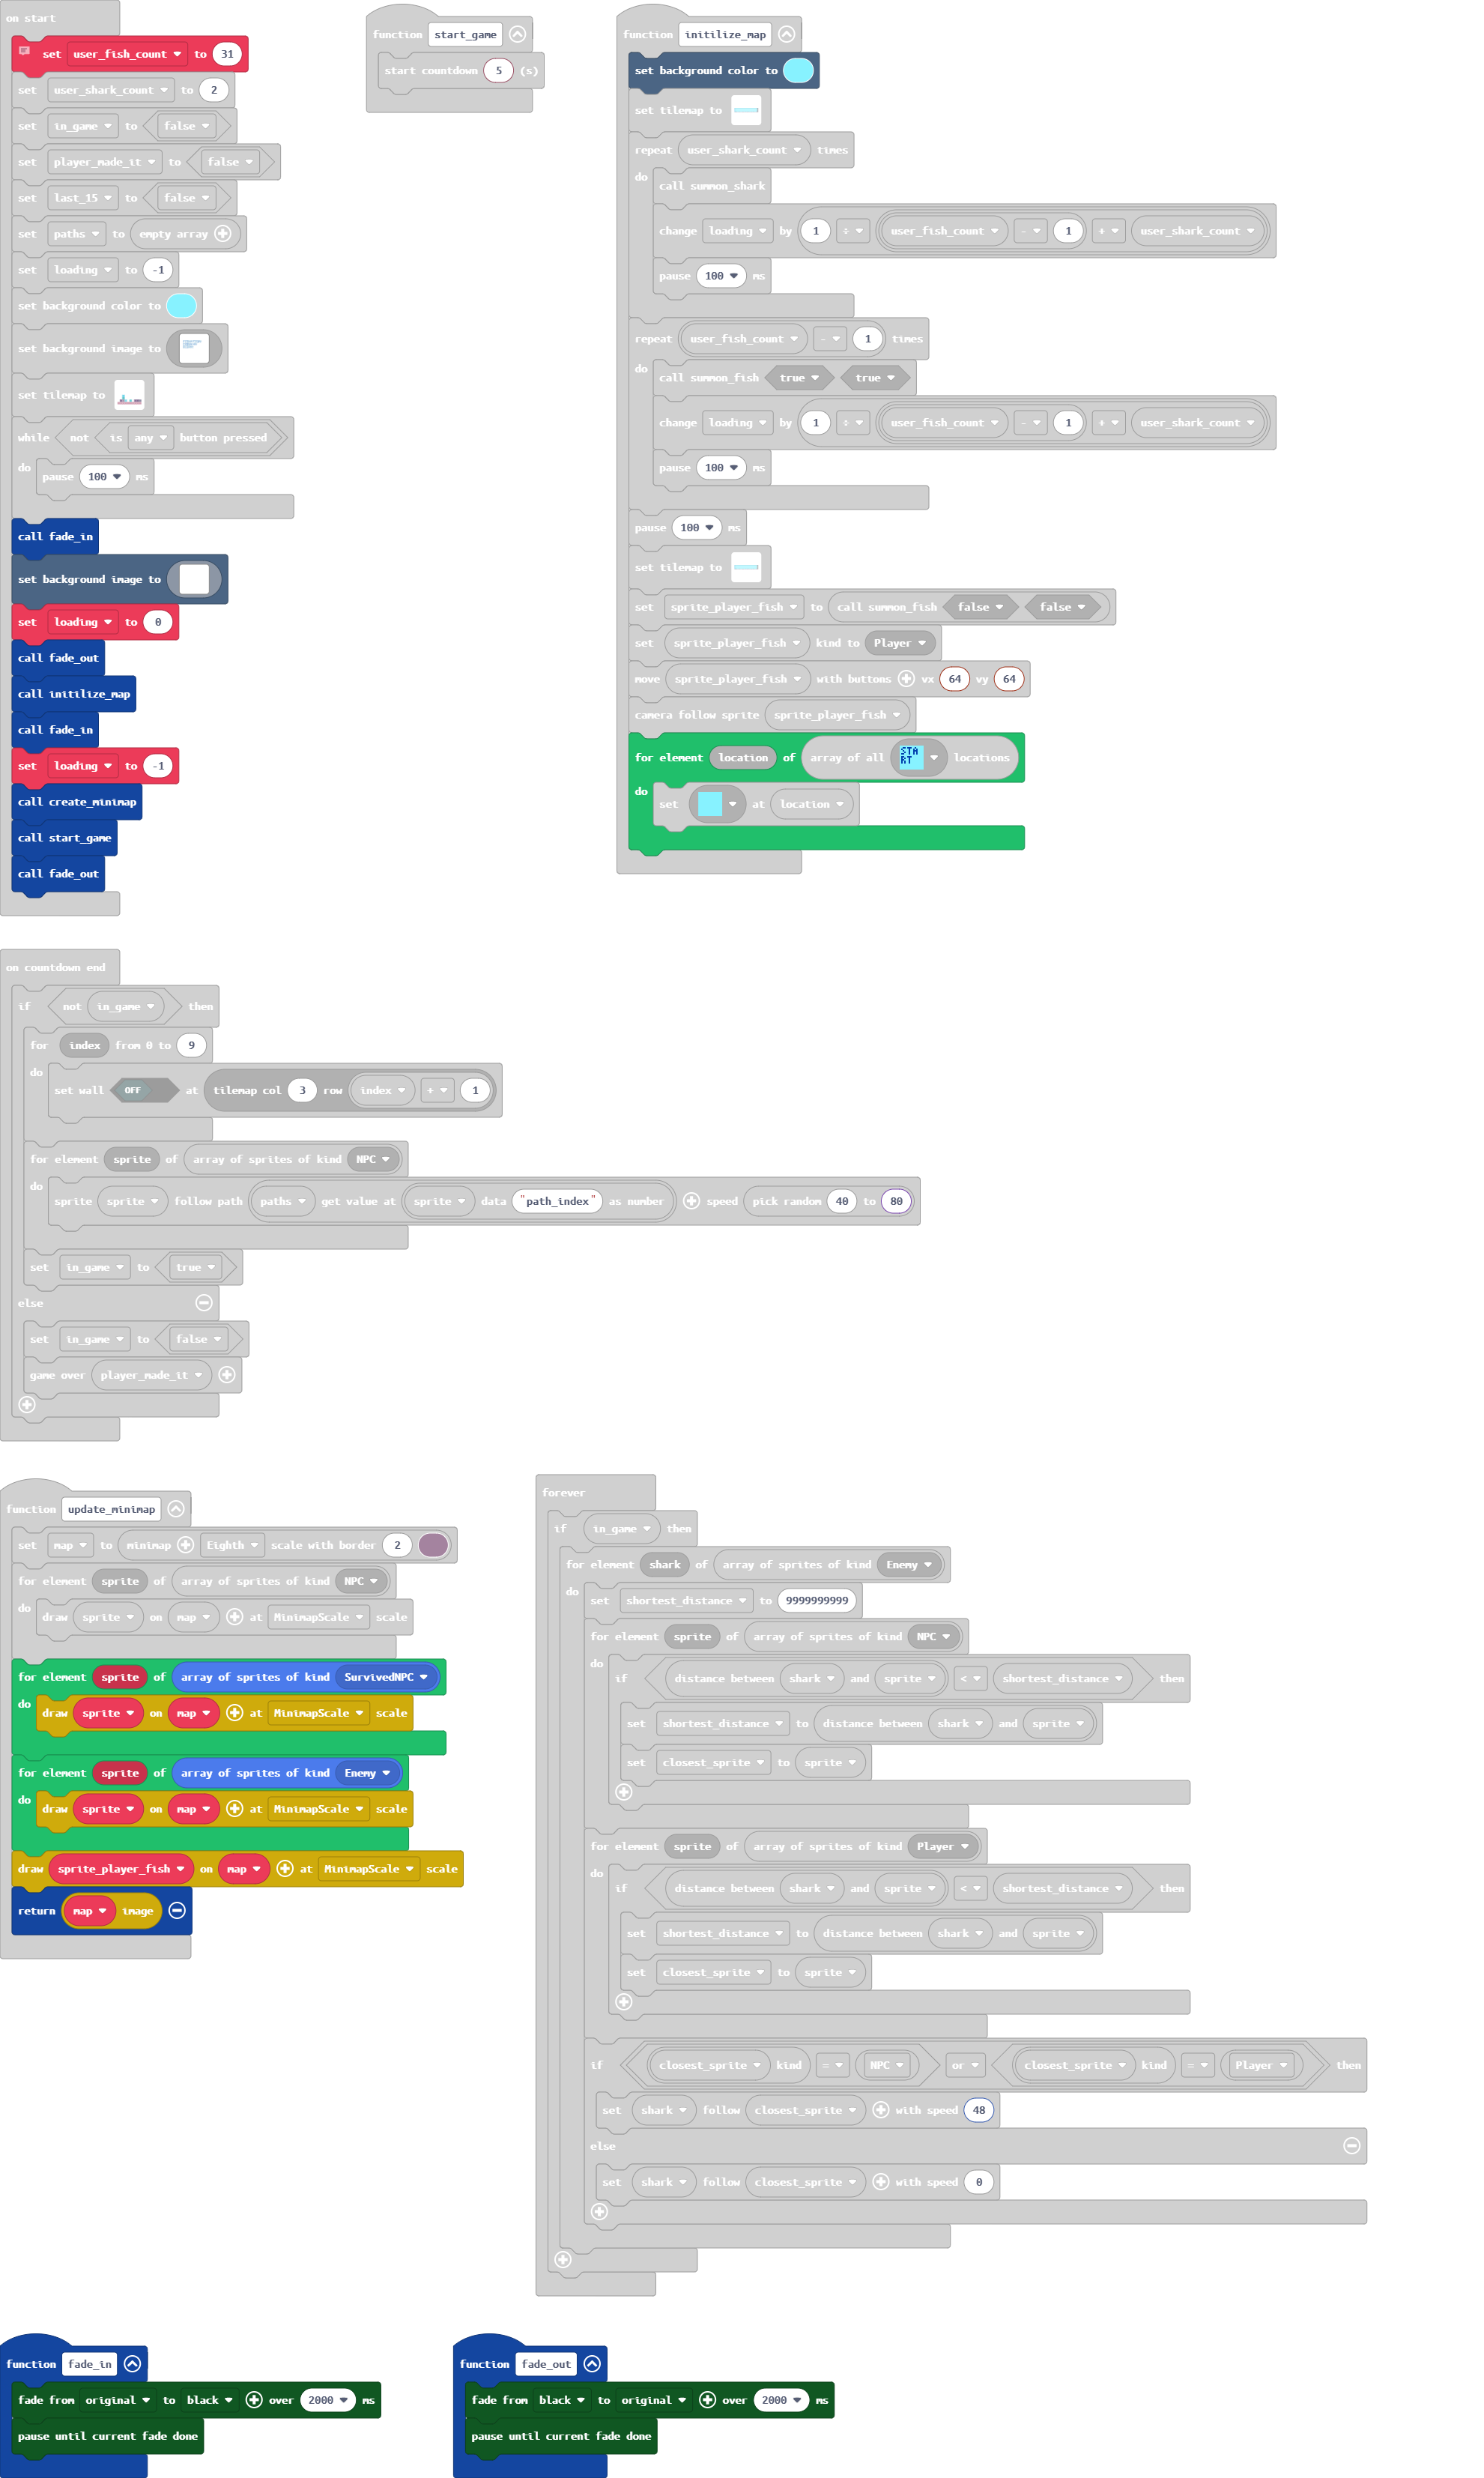 on start
set user_fish_count to 31
set user_shark_count to 2
set in_game to false
set player_made_it to false
set last_15 to false
set paths to empty array
set loading to -1
set background color to
set background image to
set tilemap to
while not is any button pressed
do pause 100 ms
call fade_in
set background image to
set loading to 0
call fade_out
call initilize_map
call fade_in
set loading to -1
call create_minimap
call start_game
call fade_out
function start_game
start countdown 5 (s)
function initilize_map
set background color to
set tilemap to
repeat user_shark_count times
do call summon_shark
change loading by 1 ÷ user_fish_count - 1 + user_shark_count
pause 100 ms
repeat user_fish_count - 1 times
do call summon_fish true true
change loading by 1 ÷ user_fish_count - 1 + user_shark_count
pause 100 ms
pause 100 ms
set tilemap to
set sprite_player_fish to call summon_fish false false
set sprite_player_fish kind to Player
move sprite_player_fish with buttons vx 64 vy 64
camera follow sprite sprite_player_fish
for element location of array of all START locations
do set at location
on countdown end
if not in_game then
for index from 0 to 9
do set wall OFF at tilemap col 3 row index + 1
for element sprite of array of sprites of kind NPC
do sprite sprite follow path paths get value at sprite data "path_index" as number speed pick random 40 to 80
set in_game to true
else
set in_game to false
game over player_made_it
function update_minimap
set map to minimap Eighth scale with border 2
for element sprite of array of sprites of kind NPC
do draw sprite on map at MinimapScale scale
for element sprite of array of sprites of kind SurvivedNPC
do draw sprite on map at MinimapScale scale
for element sprite of array of sprites of kind Enemy
do draw sprite on map at MinimapScale scale
draw sprite_player_fish on map at MinimapScale scale
return map image
forever
if in_game then
for element shark of array of sprites of kind Enemy
do set shortest_distance to 9999999999
for element sprite of array of sprites of kind NPC
do if distance between shark and sprite < shortest_distance then
set shortest_distance to distance between shark and sprite
set closest_sprite to sprite
for element sprite of array of sprites of kind Player
do if distance between shark and sprite < shortest_distance then
set shortest_distance to distance between shark and sprite
set closest_sprite to sprite
if closest_sprite kind = NPC or closest_sprite kind = Player then
set shark follow closest_sprite with speed 48
else
set shark follow closest_sprite with speed 0
function fade_in
fade from original to black over 2000 ms
pause until current fade done
function fade_out
fade from black to original over 2000 ms
pause until current fade done